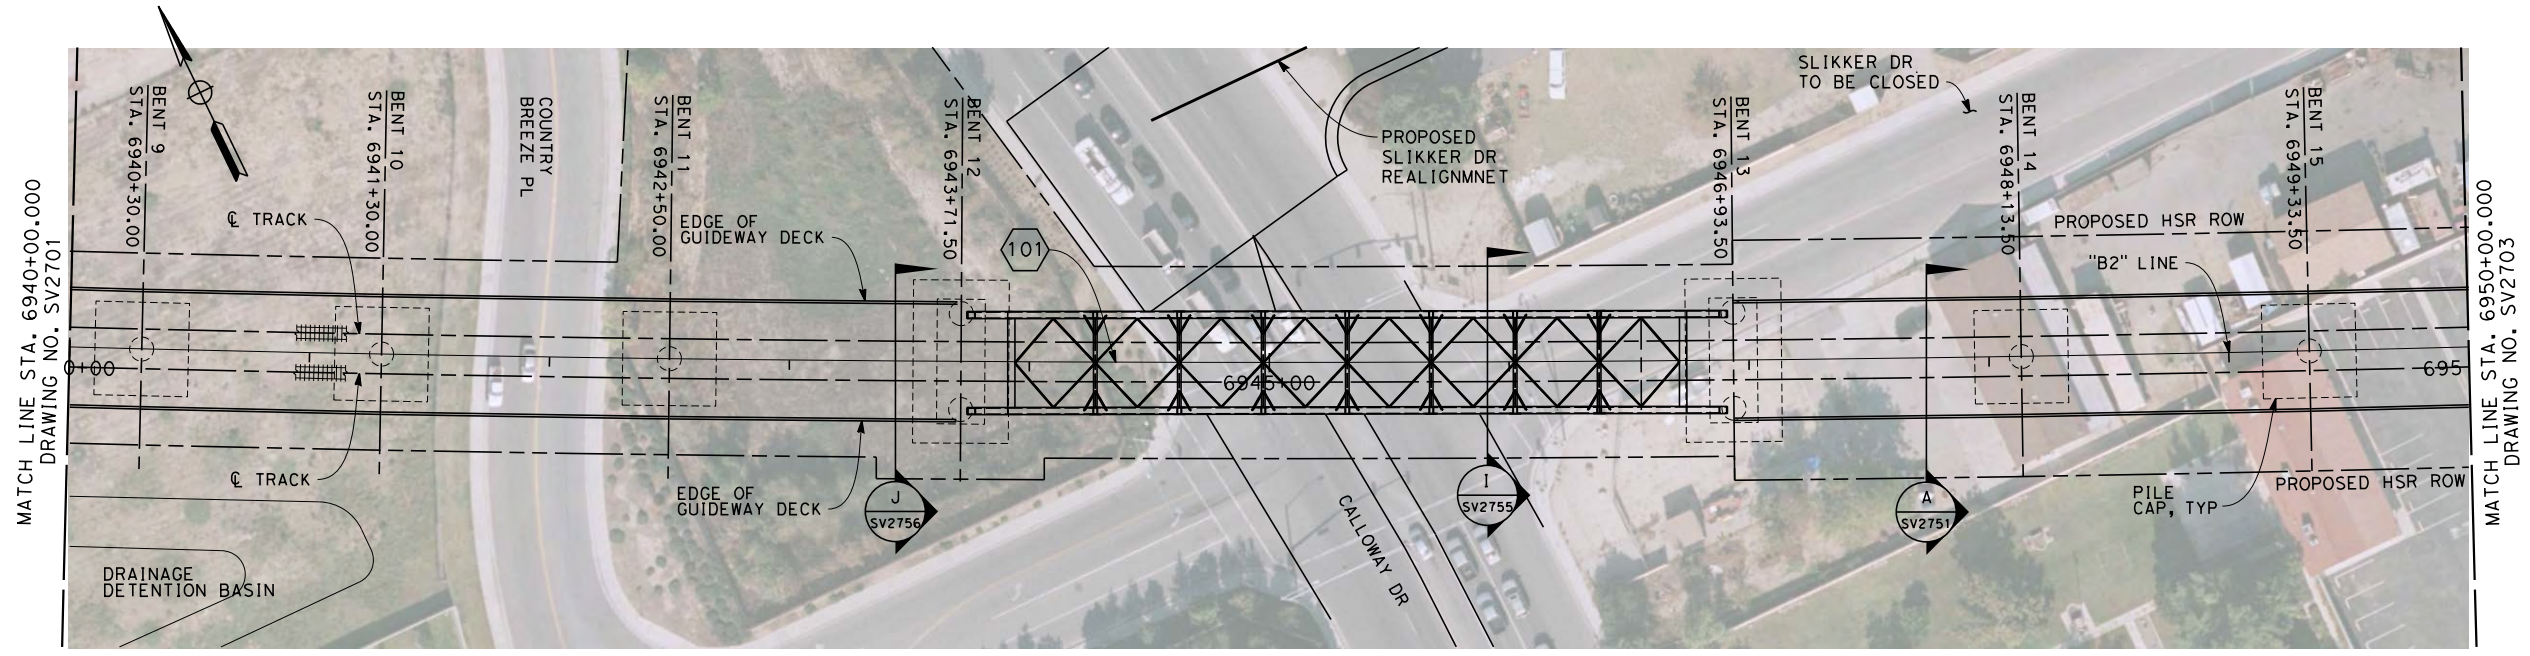 MATCH LINE STA. 6940+00.000
DRAWING NO. SV2701
BENT 9
STA. 6940+30.00
BENT 10
STA. 6941+30.00
COUNTRY
BREEZE PL
BENT 11
STA. 6942+50.00
BENT 12
STA. 6943+71.50
BENT 13
STA. 6946+93.50
BENT 14
STA. 6948+13.50
BENT 15
STA. 6949+33.50
SLIKKER DR
TO BE CLOSED
PROPOSED
SLIKKER DR
REALIGNMNET
℄ TRACK
EDGE OF
GUIDEWAY DECK
101
PROPOSED HSR ROW
"B2" LINE
0+00
6945+00
695
℄ TRACK
EDGE OF
GUIDEWAY DECK
J
SV2756
I
SV2755
A
SV2751
CALLOWAY DR
PILE
CAP, TYP
PROPOSED HSR ROW
DRAINAGE
DETENTION BASIN
MATCH LINE STA. 6950+00.000
DRAWING NO. SV2703